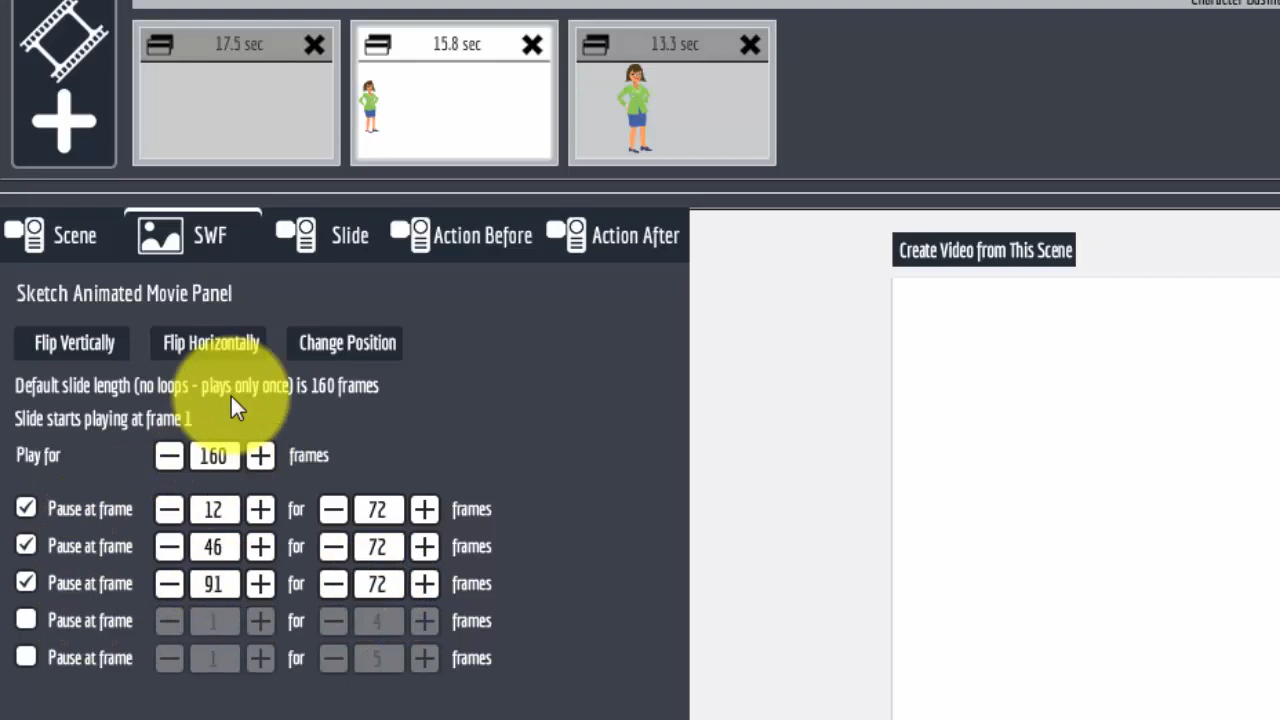 17.5 sec
15.8 sec
13.3 sec
Scene
SWF
Slide
Action Before
Action After
Create Video from This Scene
Sketch Animated Movie Panel
Flip Vertically
Flip Horizontally
Change Position
Default slide length (no loops - plays only once) is 160 frames
Slide starts playing at frame 1
Play for 160 frames
Pause at frame 12 for 72 frames
Pause at frame 46 for 72 frames
Pause at frame 91 for 72 frames
Pause at frame 1 for 4 frames
Pause at frame 1 for 5 frames